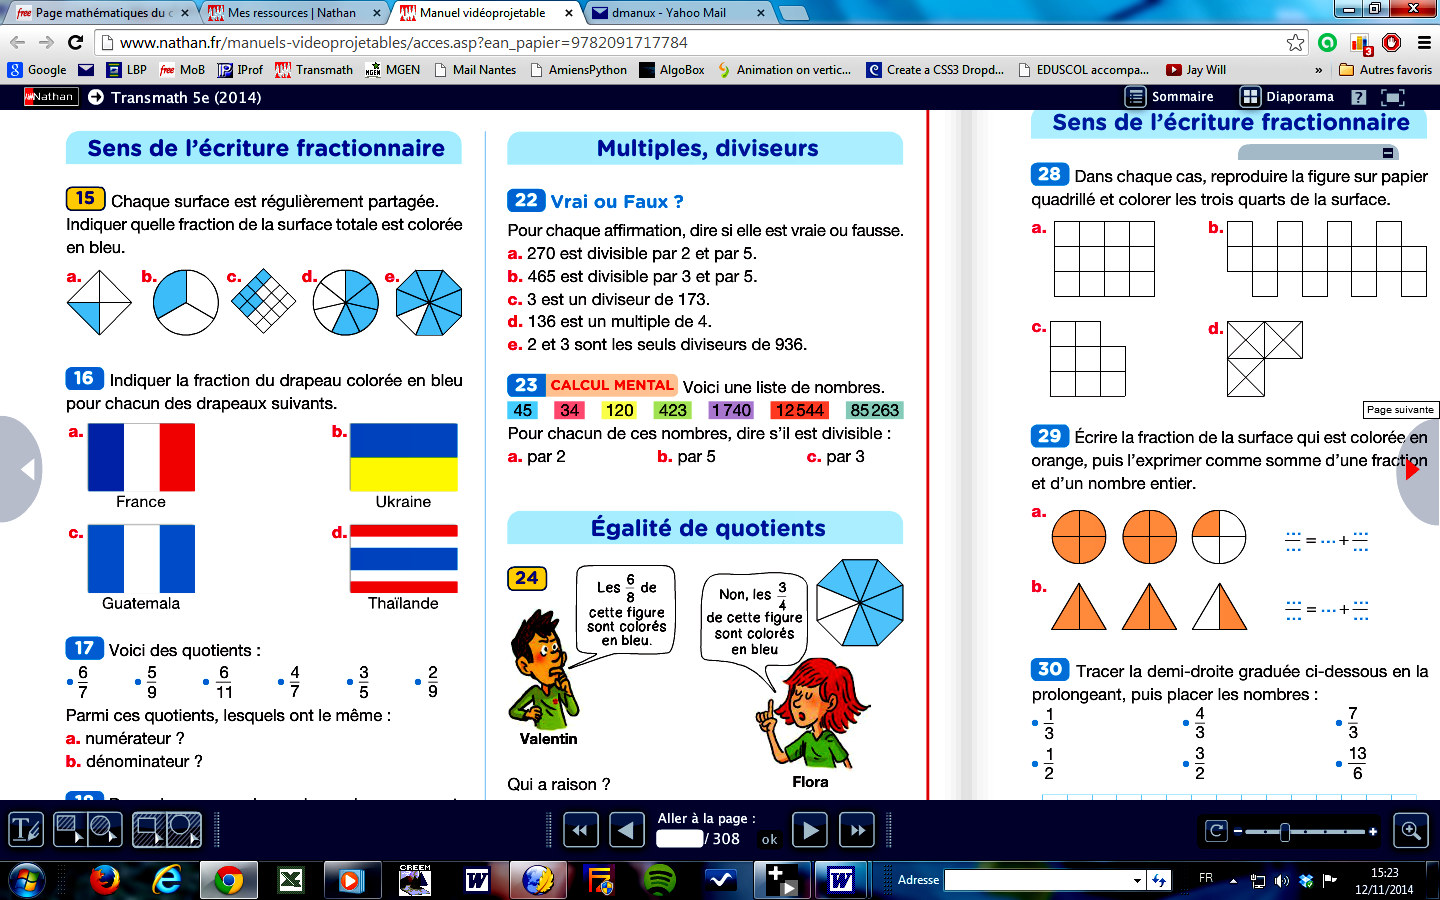 Page mathématiques du c
Mes ressources | Nathan
Manuel vidéoprojetable
dmanux - Yahoo Mail
www.nathan.fr/manuels-videoprojetables/acces.asp?ean_papier=9782091717784
Google
LBP
MoB
IProf
Transmath
MGEN
Mail Nantes
AmiensPython
AlgoBox
Animation on vertic...
Create a CSS3 Dropd...
EDUSCOL accompa...
Jay Will
»
Autres favoris
Nathan
Transmath 5e (2014)
Sommaire
Diaporama
?
Sens de l'écriture fractionnaire
15 Chaque surface est régulièrement partagée.
Indiquer quelle fraction de la surface totale est colorée
en bleu.
a. b. c. d. e.
16 Indiquer la fraction du drapeau colorée en bleu
pour chacun des drapeaux suivants.
a. b.
France Ukraine
c. d.
Guatemala Thaïlande
17 Voici des quotients :
• 6/7 • 5/9 • 6/11 • 4/7 • 3/5 • 2/9
Parmi ces quotients, lesquels ont le même :
a. numérateur ?
b. dénominateur ?
Multiples, diviseurs
22 Vrai ou Faux ?
Pour chaque affirmation, dire si elle est vraie ou fausse.
a. 270 est divisible par 2 et par 5.
b. 465 est divisible par 3 et par 5.
c. 3 est un diviseur de 173.
d. 136 est un multiple de 4.
e. 2 et 3 sont les seuls diviseurs de 936.
23 CALCUL MENTAL Voici une liste de nombres.
45 34 120 423 1 740 12 544 85 263
Pour chacun de ces nombres, dire s'il est divisible :
a. par 2 b. par 5 c. par 3
Égalité de quotients
24
Les 6/8 de
cette figure
sont colorés
en bleu.
Non, les 3/4
de cette figure
sont colorés
en bleu
Valentin
Flora
Qui a raison ?
Sens de l'écriture fractionnaire
28 Dans chaque cas, reproduire la figure sur papier
quadrillé et colorer les trois quarts de la surface.
a. b.
c. d.
Page suivante
29 Écrire la fraction de la surface qui est colorée en
orange, puis l'exprimer comme somme d'une fraction
et d'un nombre entier.
a.
.../... = ... + .../...
b.
.../... = ... + .../...
30 Tracer la demi-droite graduée ci-dessous en la
prolongeant, puis placer les nombres :
• 1/3 • 4/3 • 7/3
• 1/2 • 3/2 • 13/6
Aller à la page :
/ 308 ok
CREEM
Adresse
FR
15:23
12/11/2014